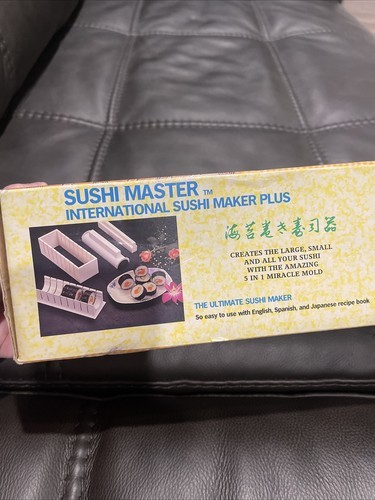 SUSHI MASTER TM
INTERNATIONAL SUSHI MAKER PLUS
海苔巻き寿司器
CREATES THE LARGE, SMALL
AND ALL YOUR SUSHI
WITH THE AMAZING
5 IN 1 MIRACLE MOLD
THE ULTIMATE SUSHI MAKER
So easy to use with English, Spanish, and Japanese recipe book